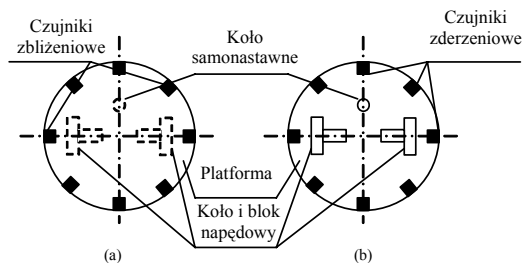 Czujniki
zbliżeniowe
Koło
samonastawne
Czujniki
zderzeniowe
Platforma
Koło i blok
napędowy
(a)
(b)